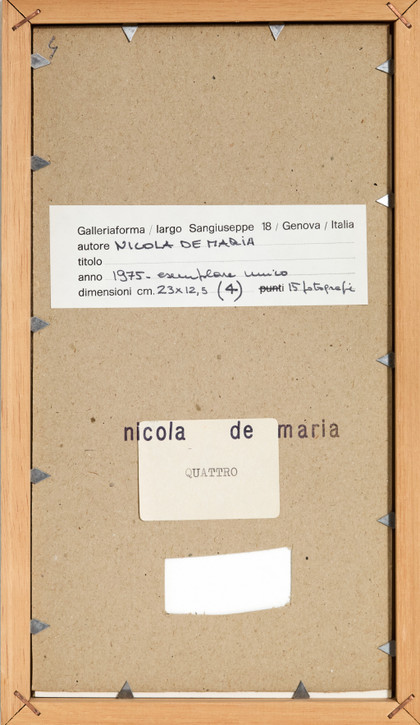 4
Galleriaforma / largo Sangiuseppe 18 / Genova / Italia
autore NICOLA DE MARIA
titolo
anno 1975 - esemplare unico
dimensioni cm. 23x12,5 (4) punti 15 fotografie
nicola de maria
QUATTRO